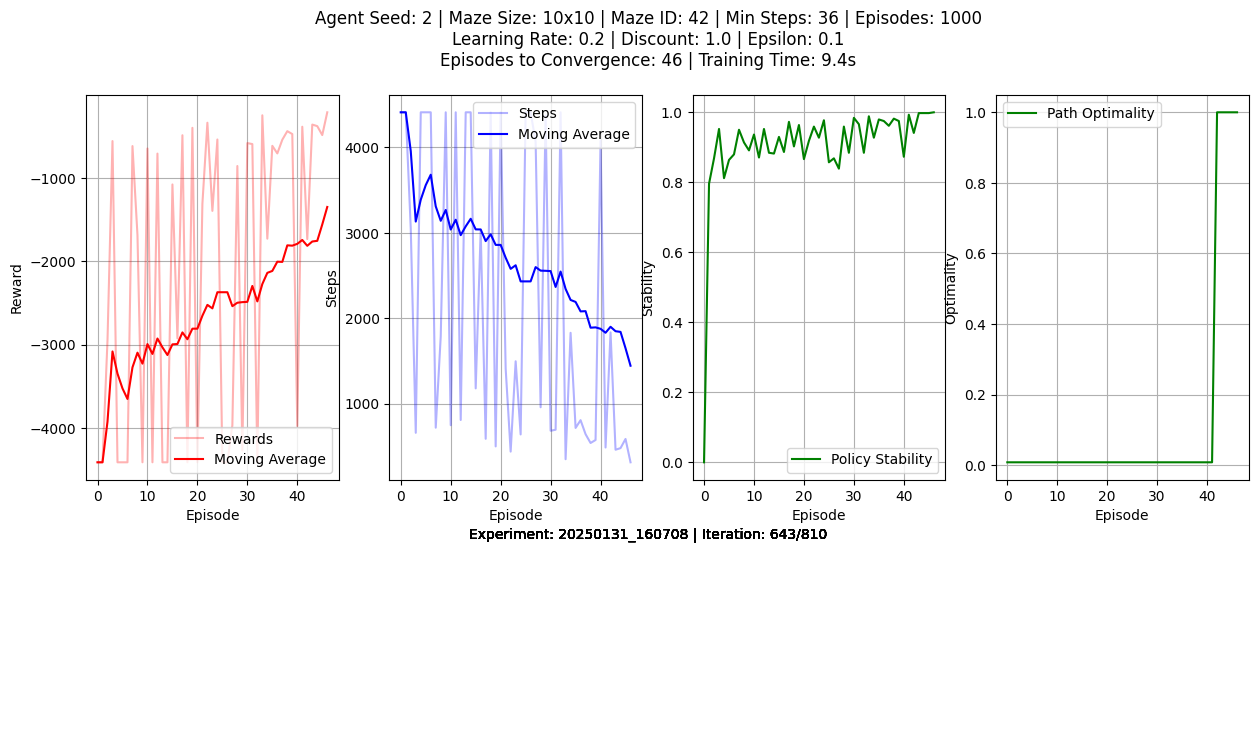 Agent Seed: 2 | Maze Size: 10x10 | Maze ID: 42 | Min Steps: 36 | Episodes: 1000
Learning Rate: 0.2 | Discount: 1.0 | Epsilon: 0.1
Episodes to Convergence: 46 | Training Time: 9.4s
Reward
−1000
−2000
−3000
−4000
Rewards
Moving Average
0 10 20 30 40
Episode
Steps
4000
3000
2000
1000
Steps
Moving Average
0 10 20 30 40
Episode
Stability
1.0
0.8
0.6
0.4
0.2
0.0
Policy Stability
0 10 20 30 40
Episode
Optimality
1.0
0.8
0.6
0.4
0.2
0.0
Path Optimality
0 10 20 30 40
Episode
Experiment: 20250131_160708 | Iteration: 643/810